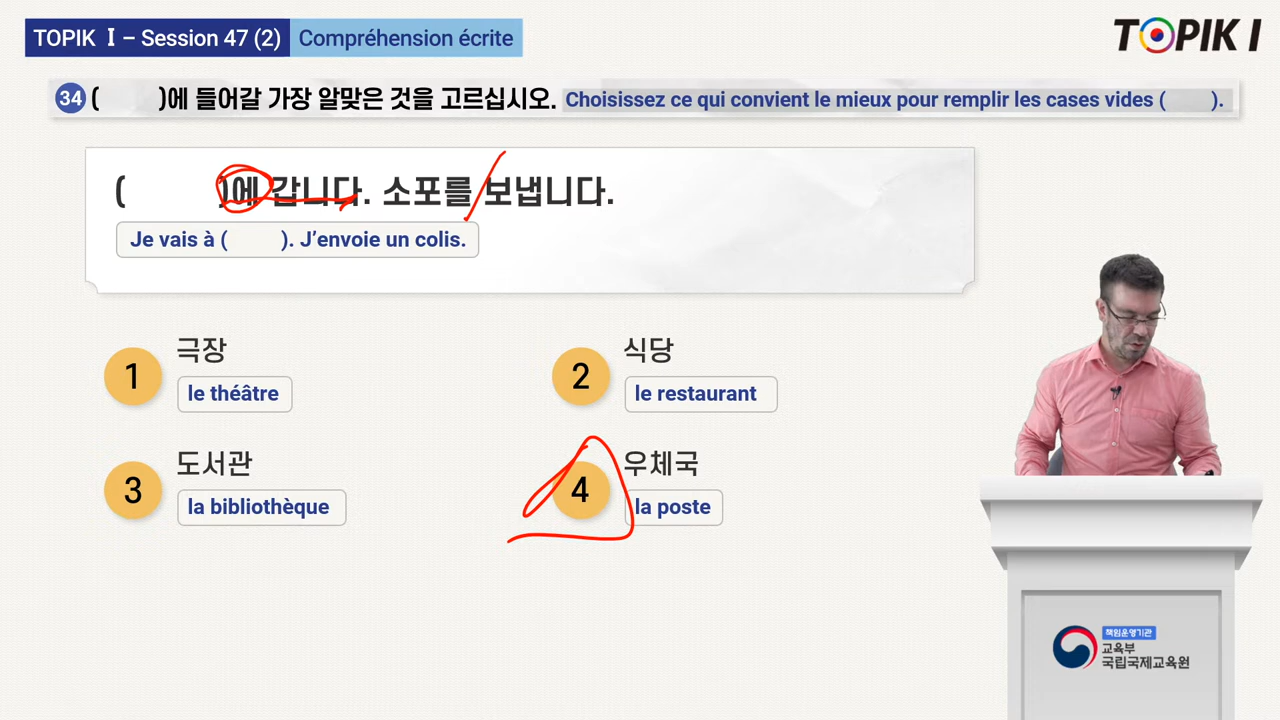 TOPIK Ⅰ – Session 47 (2) Compréhension écrite
TOPIK I
34 ( )에 들어갈 가장 알맞은 것을 고르십시오. Choisissez ce qui convient le mieux pour remplir les cases vides ( ).
( )에 갑니다. 소포를 보냅니다.
Je vais à ( ). J’envoie un colis.
1 극장
le théâtre
2 식당
le restaurant
3 도서관
la bibliothèque
4 우체국
la poste
책임운영기관
교육부
국립국제교육원